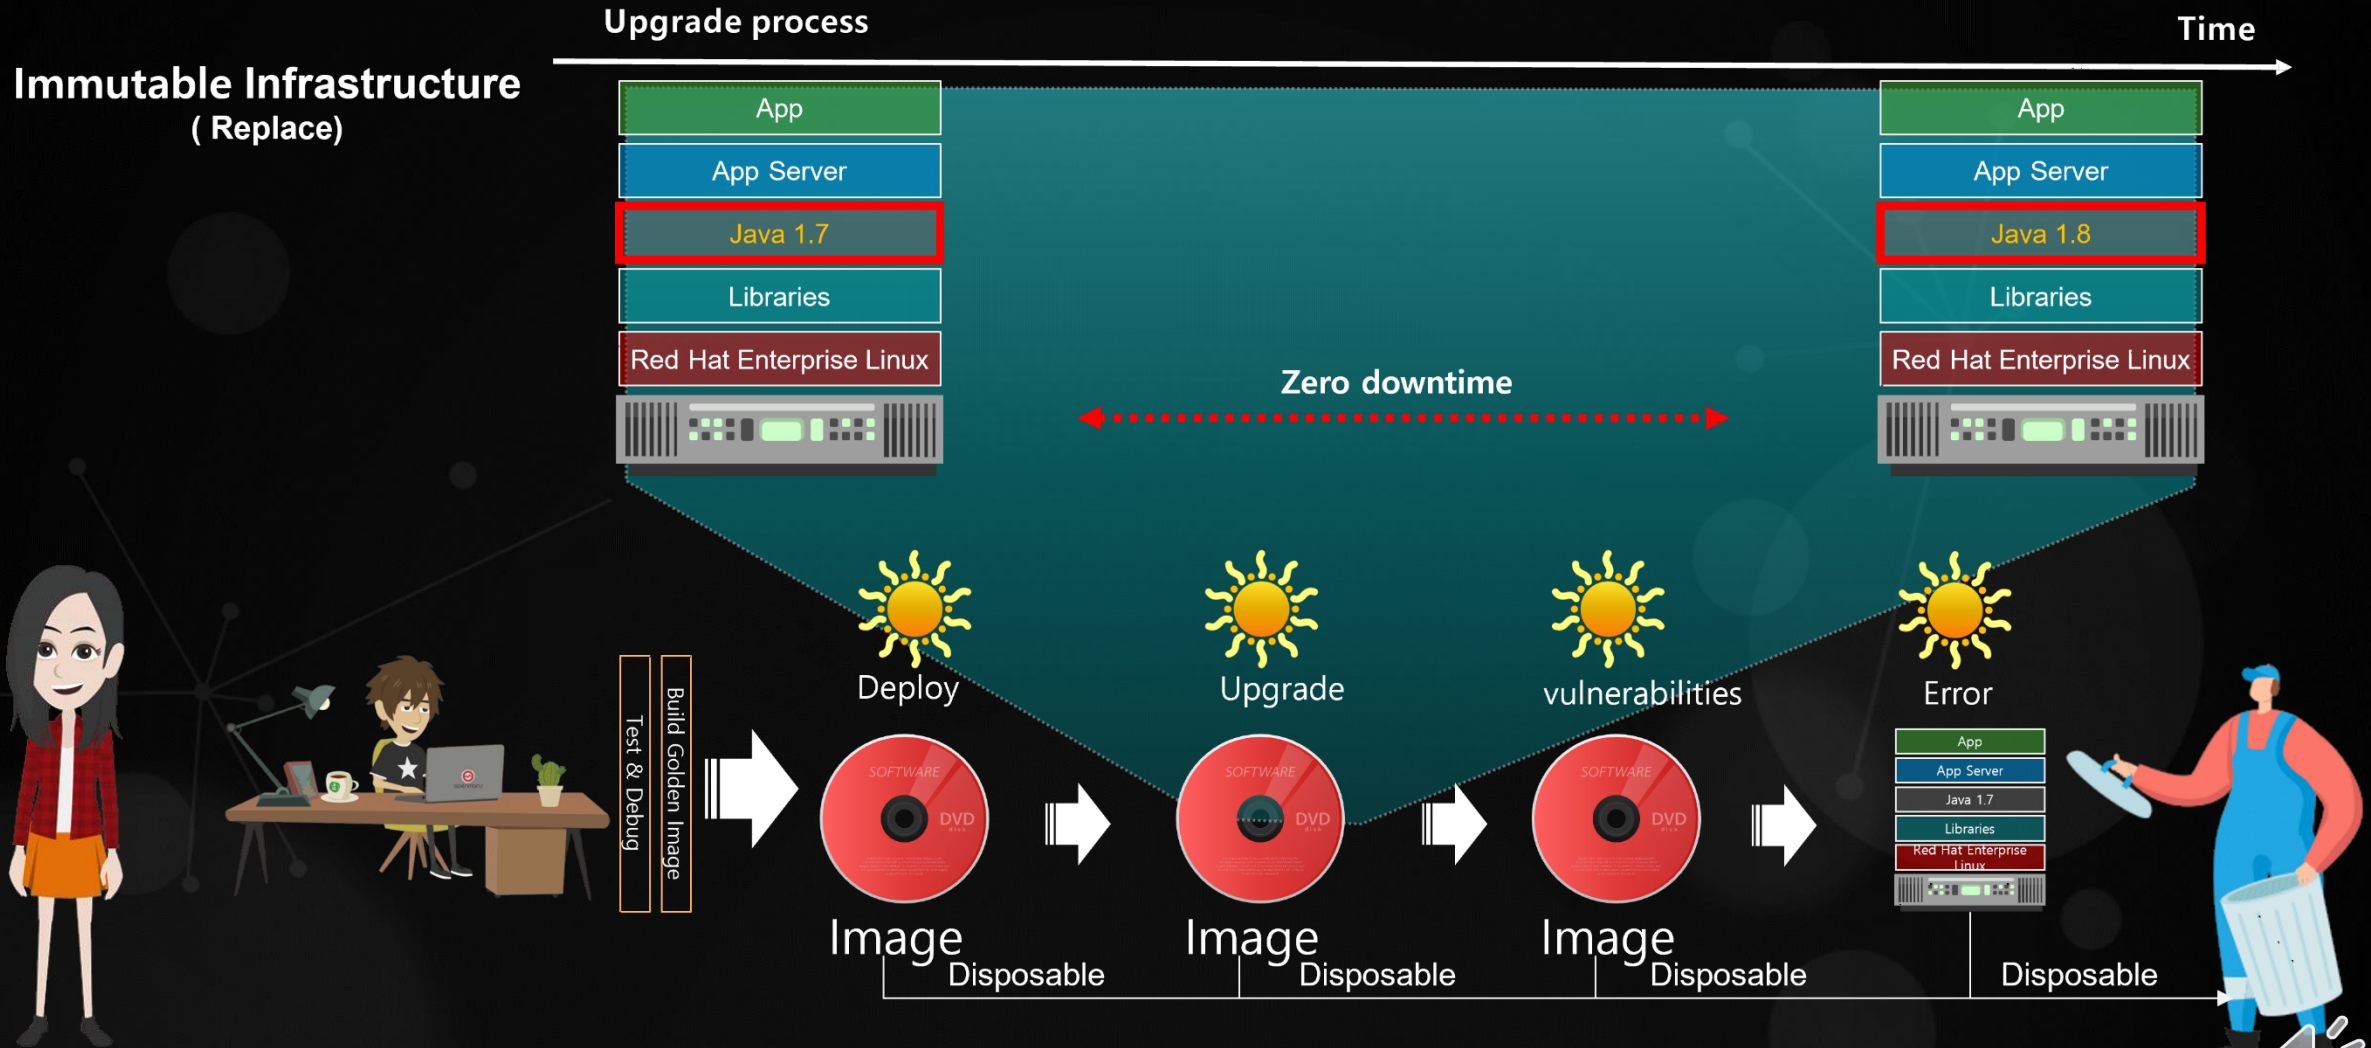 Upgrade process
Time
Immutable Infrastructure
( Replace)
App
App Server
Java 1.7
Libraries
Red Hat Enterprise Linux
App
App Server
Java 1.8
Libraries
Red Hat Enterprise Linux
Zero downtime
Deploy
Upgrade
vulnerabilities
Error
Test & Debug
Build Golden Image
SOFTWARE
DVD
disk
SOFTWARE
DVD
disk
SOFTWARE
DVD
disk
App
App Server
Java 1.7
Libraries
Red Hat Enterprise
Linux
Image
Image
Image
Disposable
Disposable
Disposable
Disposable